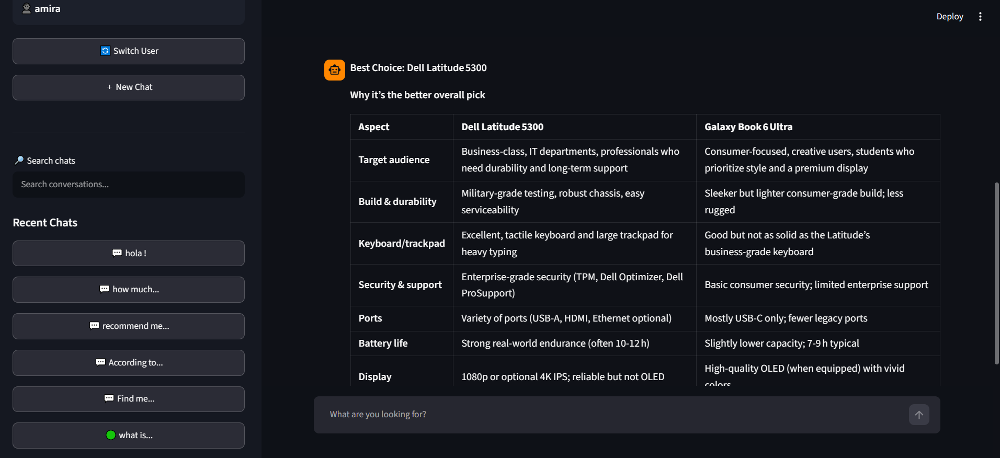 amira
Switch User
+ New Chat
Search chats
Search conversations...
Recent Chats
hola !
how much...
recommend me...
According to...
Find me...
what is...
Deploy
Best Choice: Dell Latitude 5300
Why it’s the better overall pick
Aspect
Dell Latitude 5300
Galaxy Book 6 Ultra
Target audience
Business-class, IT departments, professionals who
need durability and long-term support
Consumer-focused, creative users, students who
prioritize style and a premium display
Build & durability
Military-grade testing, robust chassis, easy
serviceability
Sleeker but lighter consumer-grade build; less
rugged
Keyboard/trackpad
Excellent, tactile keyboard and large trackpad for
heavy typing
Good but not as solid as the Latitude’s
business-grade keyboard
Security & support
Enterprise-grade security (TPM, Dell Optimizer, Dell
ProSupport)
Basic consumer security; limited enterprise support
Ports
Variety of ports (USB-A, HDMI, Ethernet optional)
Mostly USB-C only; fewer legacy ports
Battery life
Strong real-world endurance (often 10-12 h)
Slightly lower capacity; 7-9 h typical
Display
1080p or optional 4K IPS; reliable but not OLED
High-quality OLED (when equipped) with vivid
colors
What are you looking for?